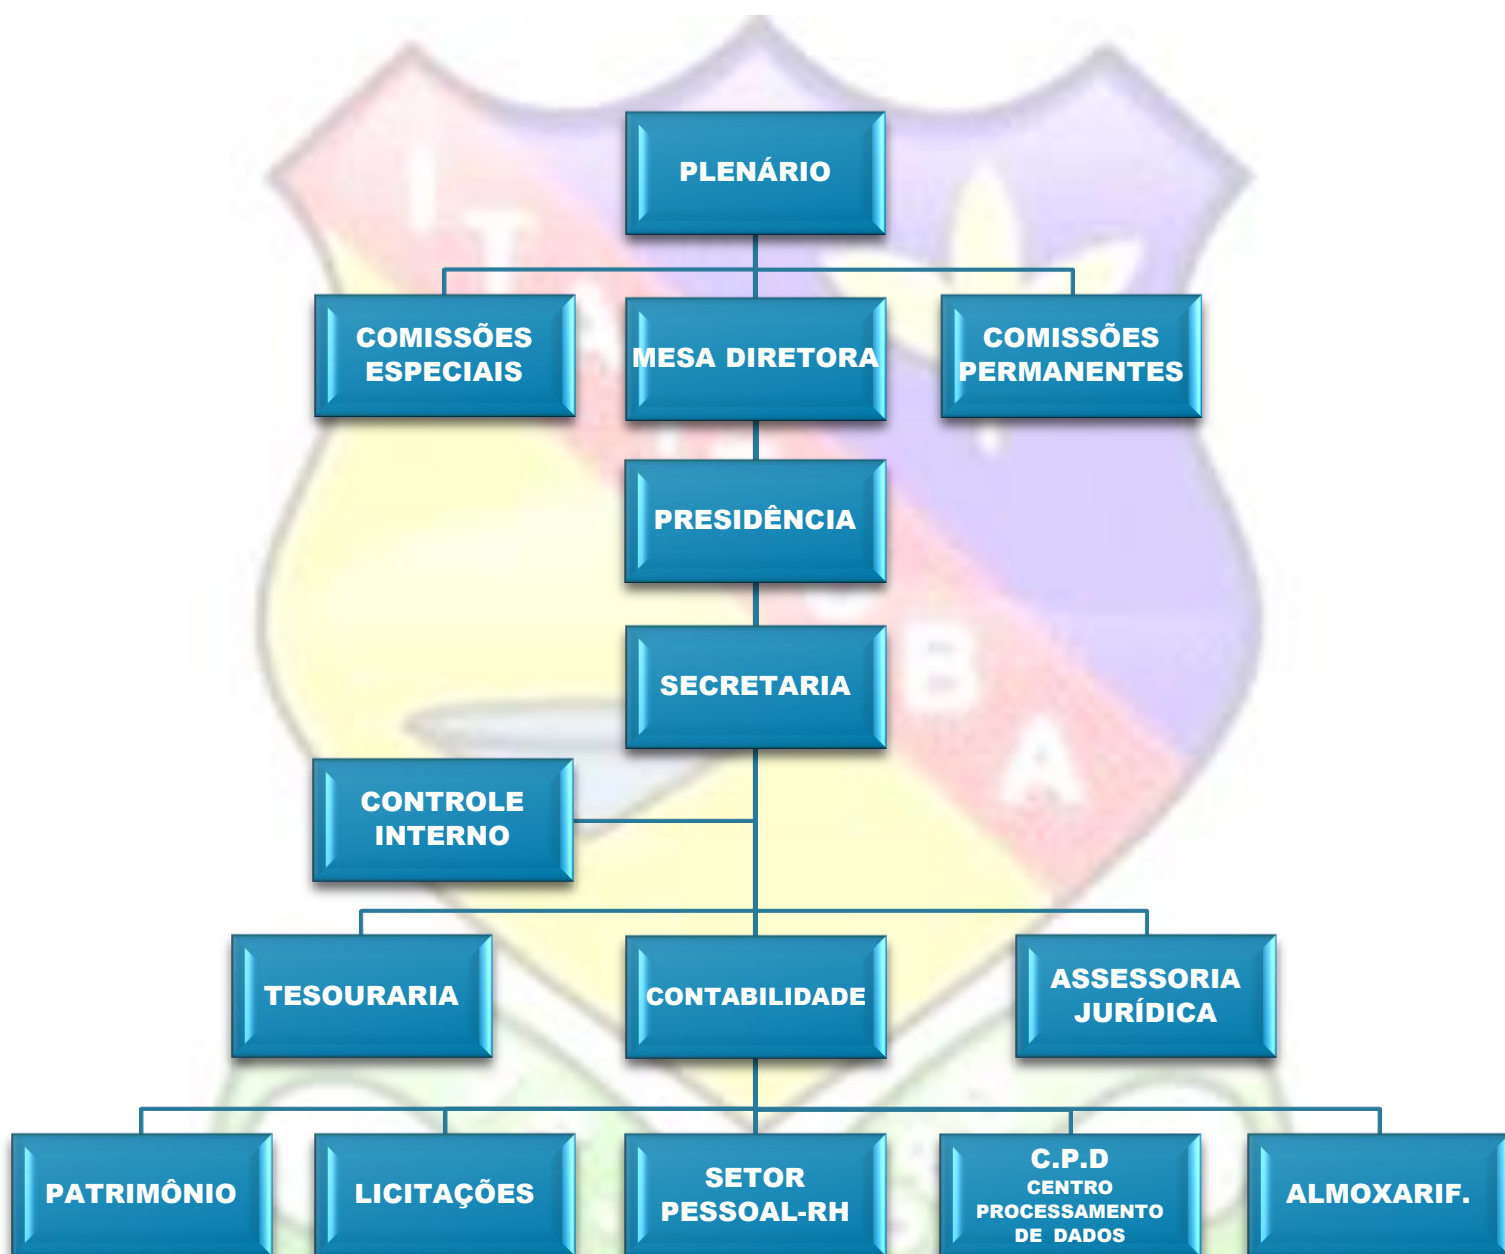 PLENÁRIO
COMISSÕES
ESPECIAIS
MESA DIRETORA
COMISSÕES
PERMANENTES
PRESIDÊNCIA
SECRETARIA
CONTROLE
INTERNO
TESOURARIA
CONTABILIDADE
ASSESSORIA
JURÍDICA
PATRIMÔNIO
LICITAÇÕES
SETOR
PESSOAL-RH
C.P.D
CENTRO
PROCESSAMENTO
DE DADOS
ALMOXARIF.